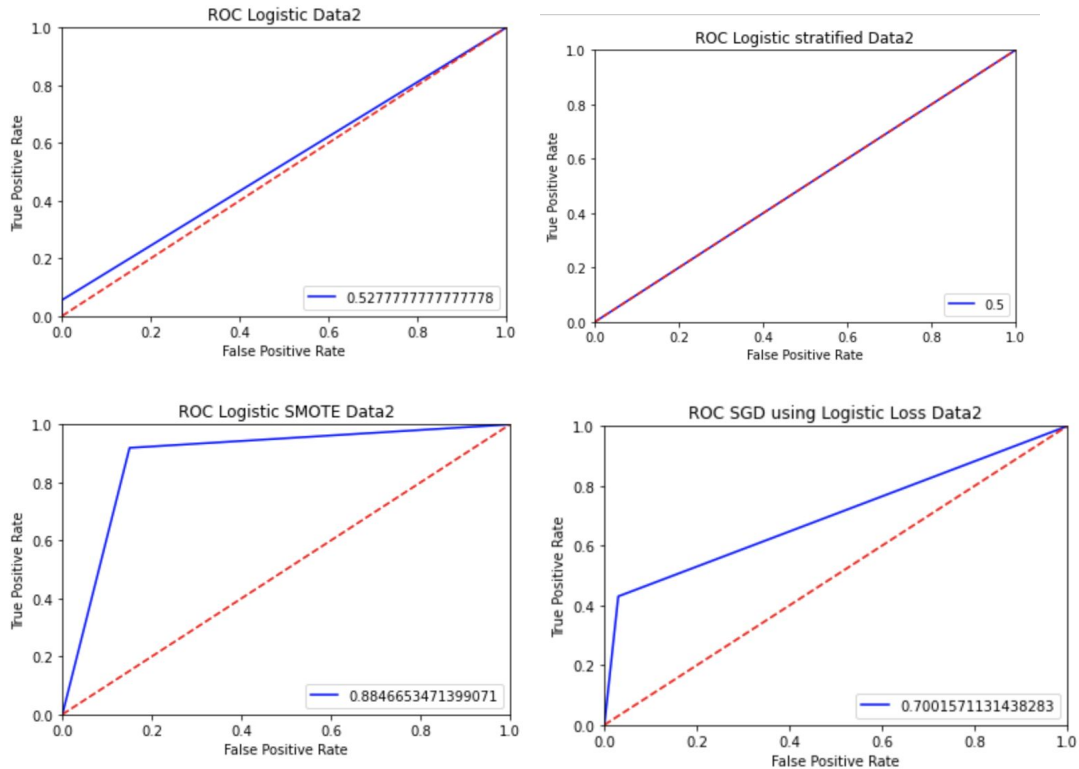 ROC Logistic Data2
1.0
0.8
0.6
0.4
0.2
0.0
True Positive Rate
0.5277777777777778
0.0 0.2 0.4 0.6 0.8 1.0
False Positive Rate
ROC Logistic stratified Data2
1.0
0.8
0.6
0.4
0.2
0.0
True Positive Rate
0.5
0.0 0.2 0.4 0.6 0.8 1.0
False Positive Rate
ROC Logistic SMOTE Data2
1.0
0.8
0.6
0.4
0.2
0.0
True Positive Rate
0.8846653471399071
0.0 0.2 0.4 0.6 0.8 1.0
False Positive Rate
ROC SGD using Logistic Loss Data2
1.0
0.8
0.6
0.4
0.2
0.0
True Positive Rate
0.7001571131438283
0.0 0.2 0.4 0.6 0.8 1.0
False Positive Rate